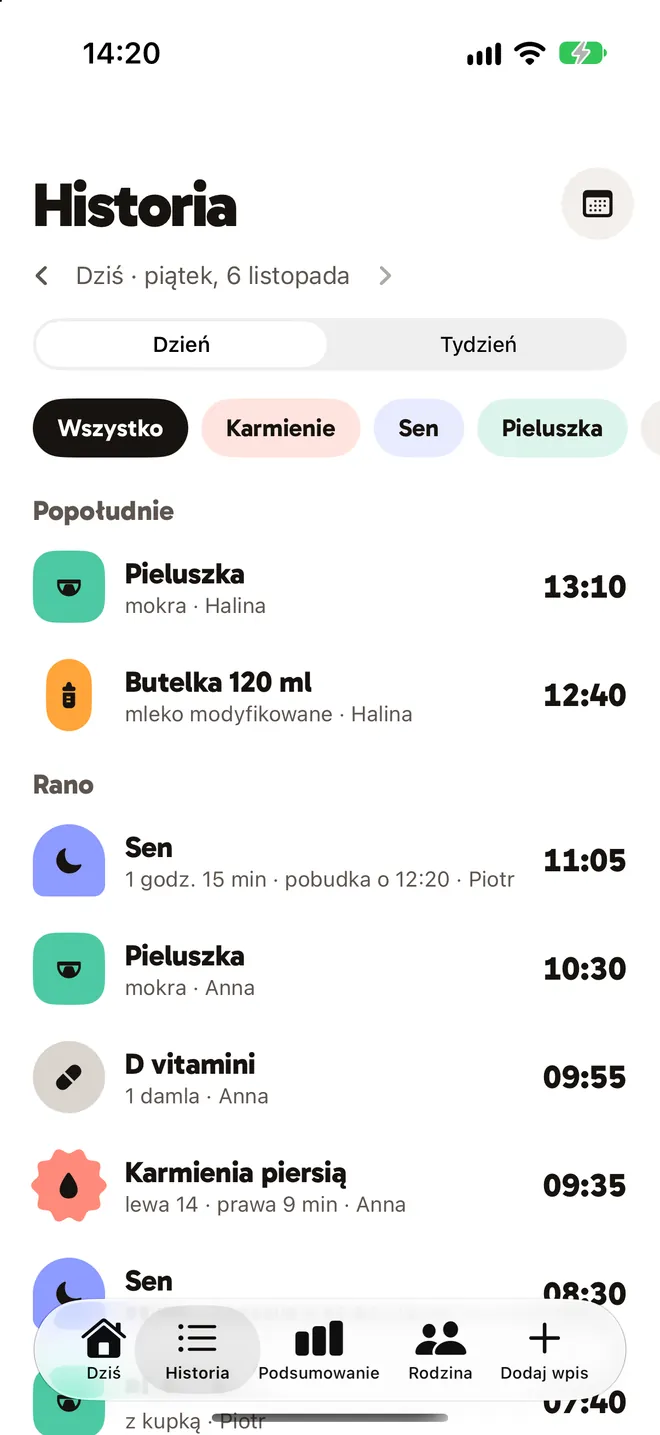 14:20
Historia
Dziś · piątek, 6 listopada
Dzień Tydzień
Wszystko Karmienie Sen Pieluszka
Popołudnie
Pieluszka 13:10
mokra · Halina
Butelka 120 ml 12:40
mleko modyfikowane · Halina
Rano
Sen 11:05
1 godz. 15 min · pobudka o 12:20 · Piotr
Pieluszka 10:30
mokra · Anna
D vitamini 09:55
1 damla · Anna
Karmienia piersią 09:35
lewa 14 · prawa 9 min · Anna
Sen 08:30
Dziś Historia Podsumowanie Rodzina Dodaj wpis
07:40
z kupką · Piotr